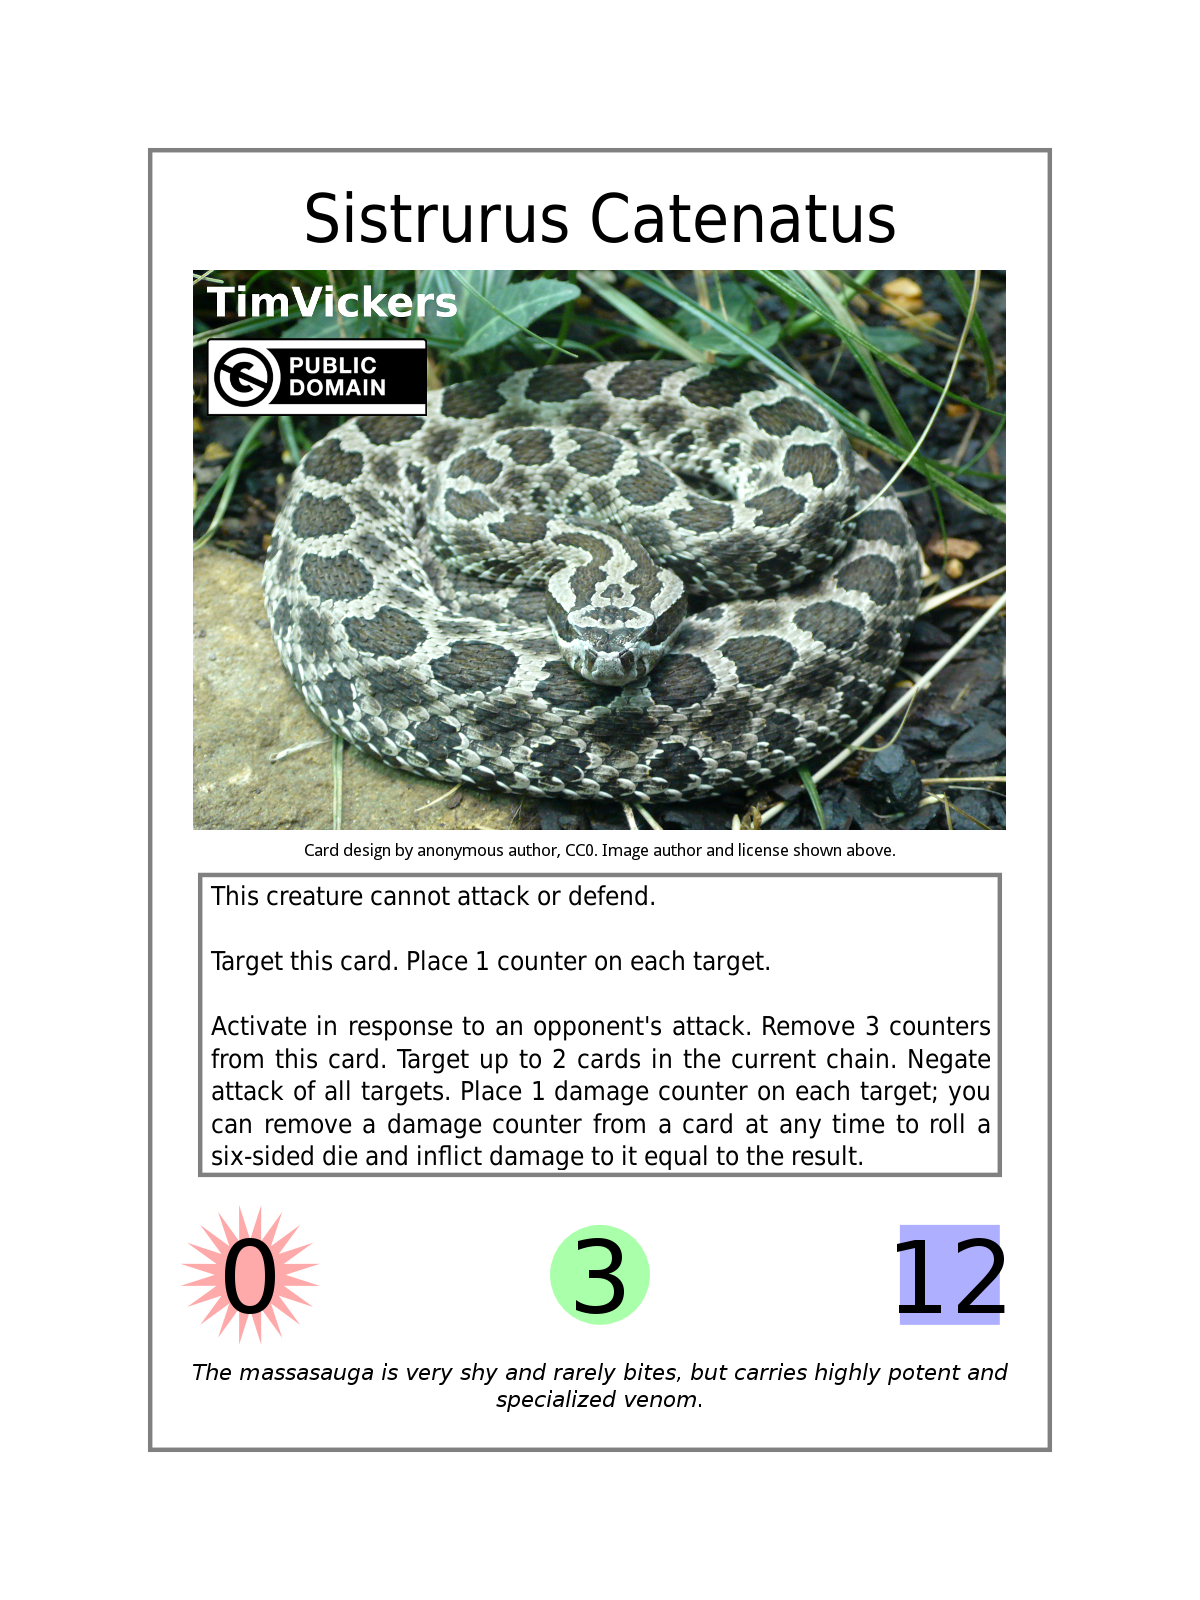 Sistrurus Catenatus
TimVickers
PUBLIC
DOMAIN
Card design by anonymous author, CC0. Image author and license shown above.
This creature cannot attack or defend.
Target this card. Place 1 counter on each target.
Activate in response to an opponent's attack. Remove 3 counters
from this card. Target up to 2 cards in the current chain. Negate
attack of all targets. Place 1 damage counter on each target; you
can remove a damage counter from a card at any time to roll a
six-sided die and inflict damage to it equal to the result.
0 3 12
The massasauga is very shy and rarely bites, but carries highly potent and
specialized venom.